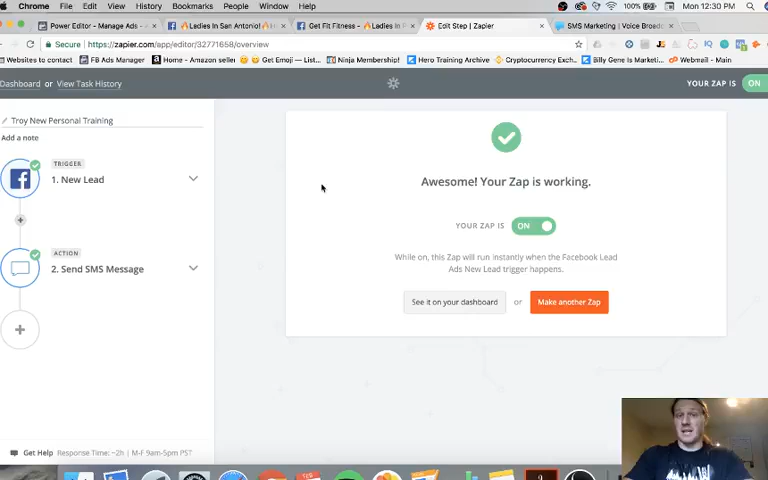 Chrome File Edit View History Bookmarks People Window Help 100% Mon 12:30 PM
Power Editor - Manage Ads - 🔥Ladies In San Antonio!🔥 Get Fit Fitness - 🔥Ladies In Edit Step | Zapier SMS Marketing | Voice Broad
Secure https://zapier.com/app/editor/32771658/overview
Websites to contact FB Ads Manager Home - Amazon seller Get Emoji — List... Ninja Membership! Hero Training Archive Cryptocurrency Exch... Billy Gene Is Marketi... Webmail - Main
Dashboard or View Task History YOUR ZAP IS ON
Troy New Personal Training
Add a note
TRIGGER
1. New Lead
ACTION
2. Send SMS Message
Awesome! Your Zap is working.
YOUR ZAP IS ON
While on, this Zap will run instantly when the Facebook Lead
Ads New Lead trigger happens.
See it on your dashboard or Make another Zap
Get Help Response Time: ~2h | M-F 9am-5pm PST